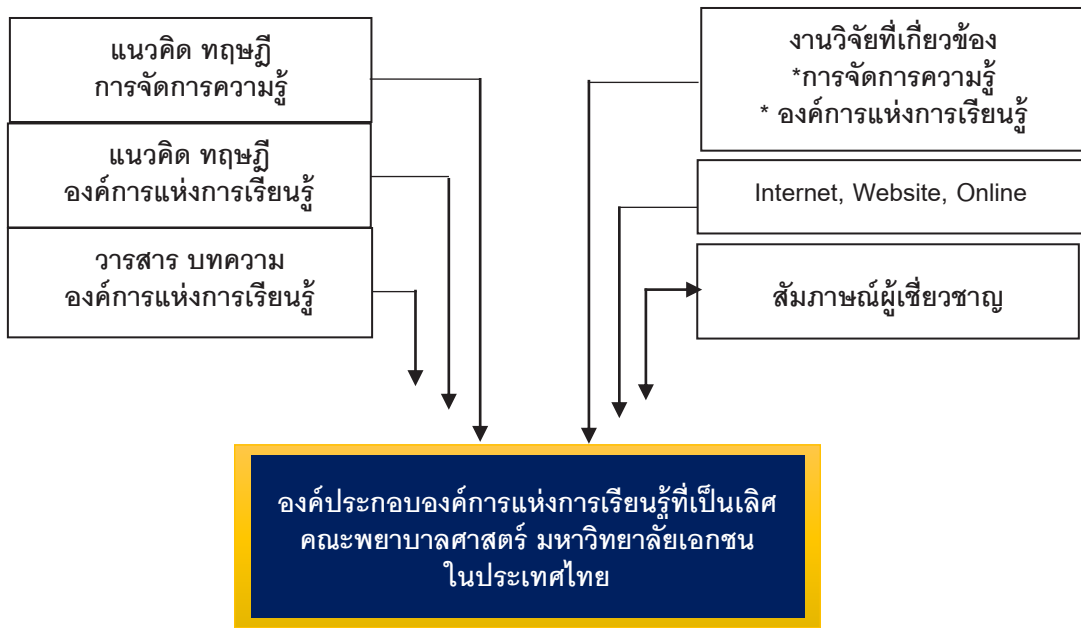 แนวคิด ทฤษฎี
การจัดการความรู้
แนวคิด ทฤษฎี
องค์การแห่งการเรียนรู้
วารสาร บทความ
องค์การแห่งการเรียนรู้
งานวิจัยที่เกี่ยวข้อง
*การจัดการความรู้
* องค์การแห่งการเรียนรู้
Internet, Website, Online
สัมภาษณ์ผู้เชี่ยวชาญ
องค์ประกอบองค์การแห่งการเรียนรู้ที่เป็นเลิศ
คณะพยาบาลศาสตร์ มหาวิทยาลัยเอกชน
ในประเทศไทย